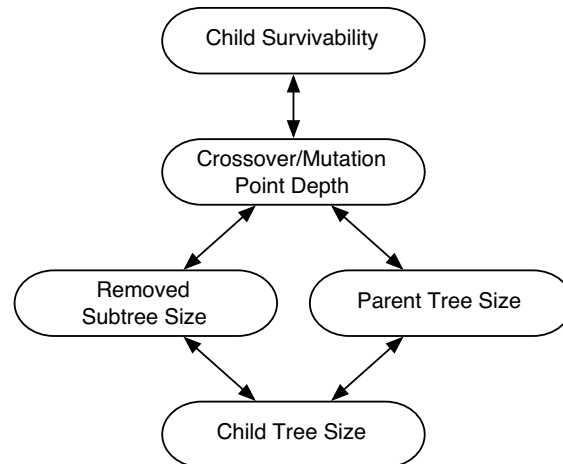 Child Survivability
Crossover/Mutation
Point Depth
Removed
Subtree Size
Parent Tree Size
Child Tree Size